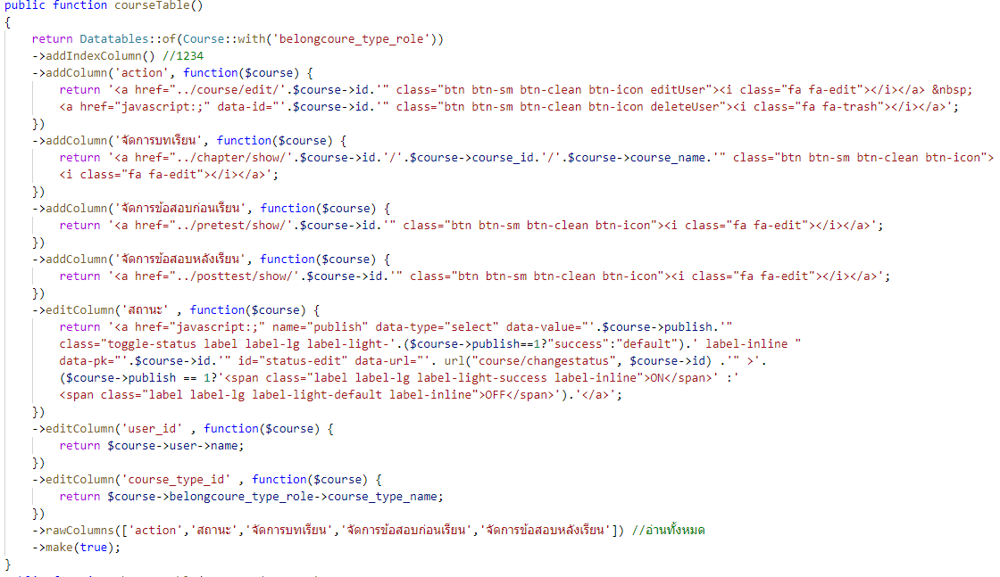 public function courseTable()
{
return Datatables::of(Course::with('belongcoure_type_role'))
->addIndexColumn() //1234
->addColumn('action', function($course) {
return '<a href="../course/edit/'.$course->id.'" class="btn btn-sm btn-clean btn-icon editUser"><i class="fa fa-edit"></i></a> &nbsp;
<a href="javascript:;" data-id="'.$course->id.'" class="btn btn-sm btn-clean btn-icon deleteUser"><i class="fa fa-trash"></i></a>';
})
->addColumn('จัดการบทเรียน', function($course) {
return '<a href="../chapter/show/'.$course->id.'/'.$course->course_id.'/'.$course->course_name.'" class="btn btn-sm btn-clean btn-icon">
<i class="fa fa-edit"></i></a>';
})
->addColumn('จัดการข้อสอบก่อนเรียน', function($course) {
return '<a href="../pretest/show/'.$course->id.'" class="btn btn-sm btn-clean btn-icon"><i class="fa fa-edit"></i></a>';
})
->addColumn('จัดการข้อสอบหลังเรียน', function($course) {
return '<a href="../posttest/show/'.$course->id.'" class="btn btn-sm btn-clean btn-icon"><i class="fa fa-edit"></i></a>';
})
->editColumn('สถานะ' , function($course) {
return '<a href="javascript:;" name="publish" data-type="select" data-value="'.$course->publish.'"
class="toggle-status label label-lg label-light-'.($course->publish==1?"success":"default").' label-inline "
data-pk="'.$course->id.'" id="status-edit" data-url="'. url("course/changestatus", $course->id) .'" >'.
($course->publish == 1?'<span class="label label-lg label-light-success label-inline">ON</span>' :'
<span class="label label-lg label-light-default label-inline">OFF</span>').'</a>';
})
->editColumn('user_id' , function($course) {
return $course->user->name;
})
->editColumn('course_type_id' , function($course) {
return $course->belongcoure_type_role->course_type_name;
})
->rawColumns(['action','สถานะ','จัดการบทเรียน','จัดการข้อสอบก่อนเรียน','จัดการข้อสอบหลังเรียน']) //อ่านทั้งหมด
->make(true);
}